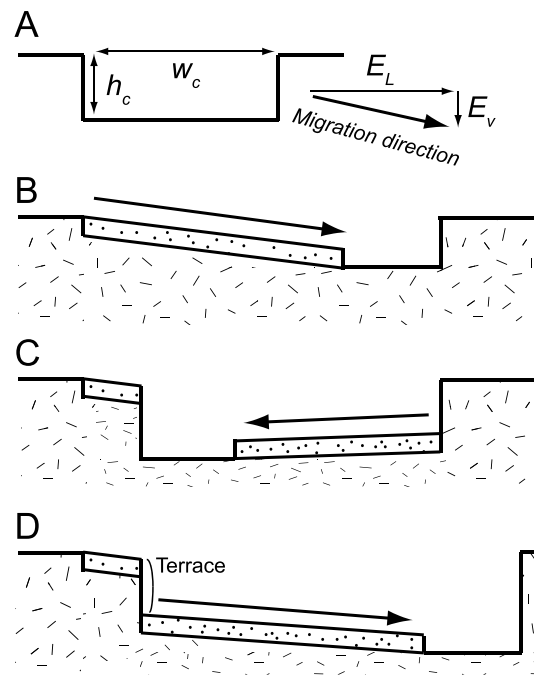 A
w_c
h_c
E_L
E_v
Migration direction
B
C
D
Terrace